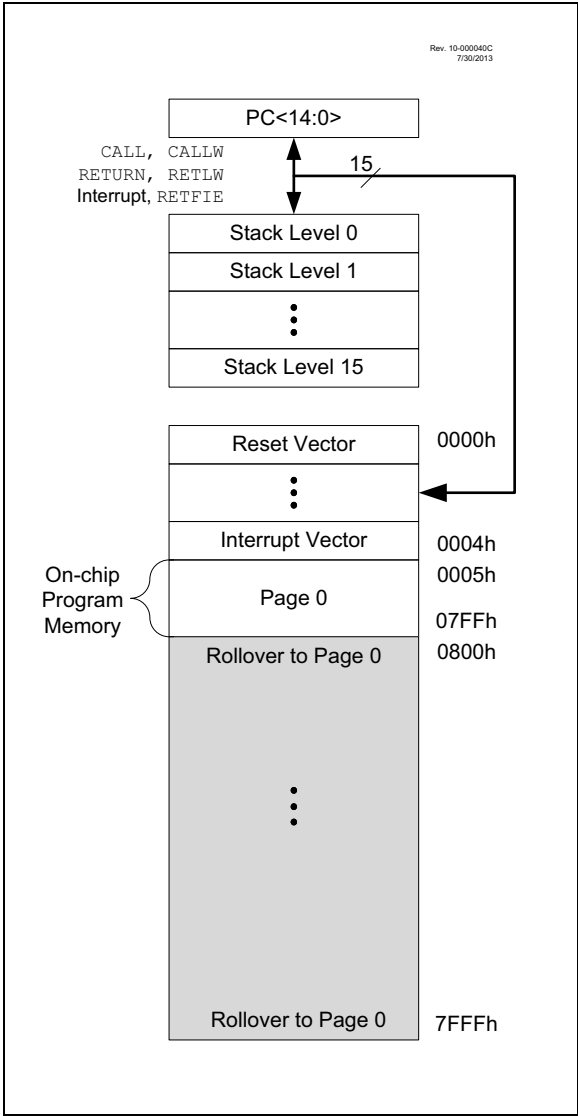 Rev. 10-000040C
7/30/2013
PC<14:0>
CALL, CALLW
RETURN, RETLW
Interrupt, RETFIE
15
Stack Level 0
Stack Level 1
Stack Level 15
Reset Vector
0000h
Interrupt Vector
0004h
On-chip
Program
Memory
Page 0
0005h
07FFh
Rollover to Page 0
0800h
Rollover to Page 0
7FFFh